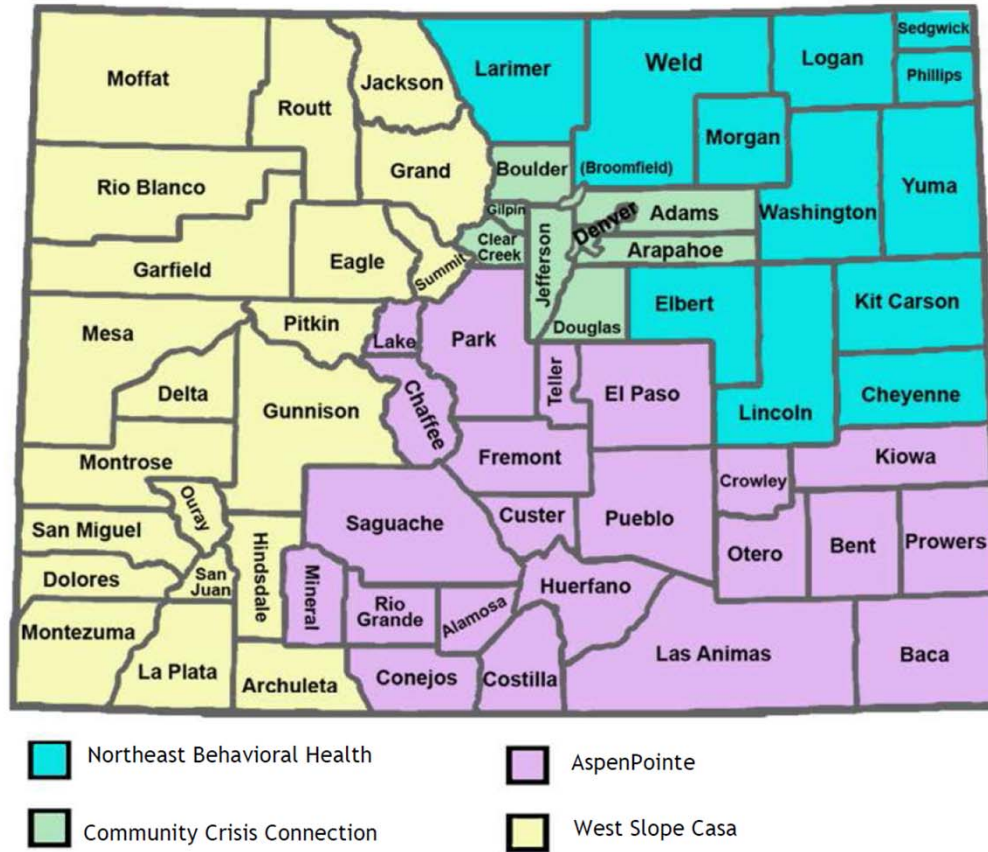 Moffat
Routt
Jackson
Larimer
Weld
Logan
Sedgwick
Phillips
Rio Blanco
Grand
Boulder
(Broomfield)
Morgan
Washington
Yuma
Garfield
Eagle
Summit
Gilpin
Clear
Creek
Jefferson
Denver
Adams
Arapahoe
Douglas
Elbert
Kit Carson
Mesa
Pitkin
Lake
Park
Delta
Gunnison
Chaffee
Teller
El Paso
Lincoln
Cheyenne
Montrose
Ouray
Fremont
Kiowa
Crowley
San Miguel
Saguache
Custer
Pueblo
Otero
Bent
Prowers
Dolores
San
Juan
Hindsdale
Mineral
Rio
Grande
Alamosa
Huerfano
Montezuma
La Plata
Archuleta
Conejos
Costilla
Las Animas
Baca
Northeast Behavioral Health
AspenPointe
Community Crisis Connection
West Slope Casa